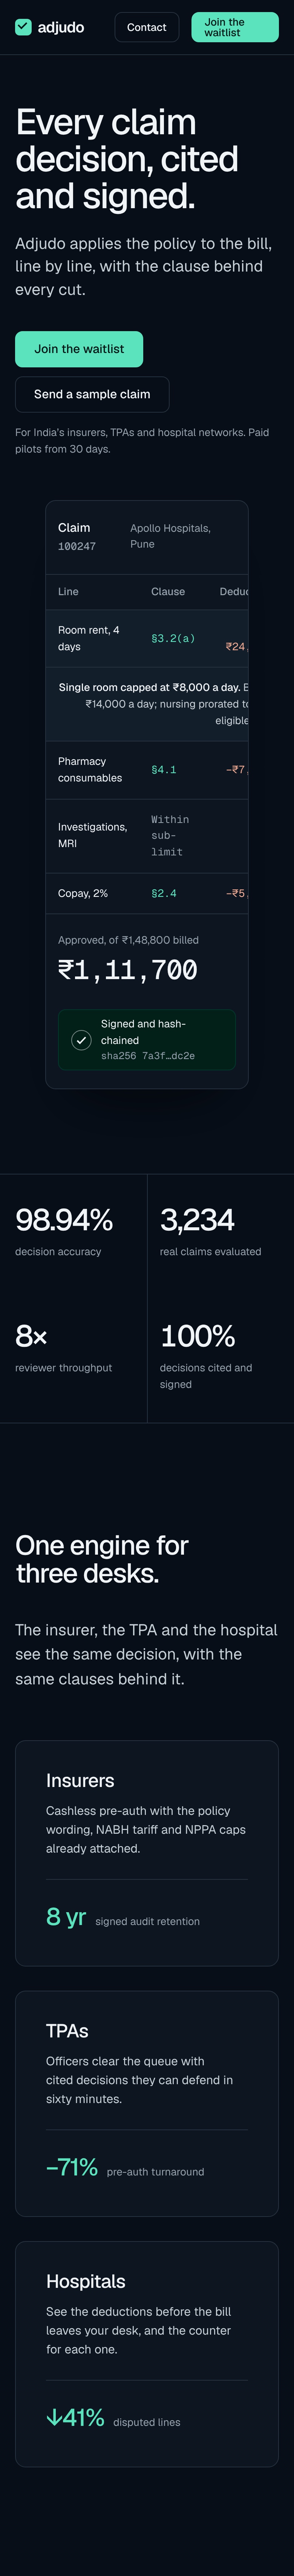 adjudo
Contact
Join the
waitlist
Every claim
decision, cited
and signed.
Adjudo applies the policy to the bill,
line by line, with the clause behind
every cut.
Join the waitlist
Send a sample claim
For India's insurers, TPAs and hospital networks. Paid
pilots from 30 days.
Claim
100247
Apollo Hospitals,
Pune
Line Clause
Room rent, 4
days
§3.2(a)
₹24,
Single room capped at ₹8,000 a day.
₹14,000 a day; nursing prorated
eligible
Pharmacy
consumables
§4.1
−₹7,
Investigations,
MRI
Within
sub-
limit
Copay, 2%
§2.4
−₹5,
Approved, of ₹1,48,800 billed
₹1,11,700
Signed and hash-
chained
sha256 7a3f…dc2e
98.94%
decision accuracy
3,234
real claims evaluated
8×
reviewer throughput
100%
decisions cited and
signed
One engine for
three desks.
The insurer, the TPA and the hospital
see the same decision, with the
same clauses behind it.
Insurers
Cashless pre-auth with the policy
wording, NABH tariff and NPPA caps
already attached.
8 yr signed audit retention
TPAs
Officers clear the queue with
cited decisions they can defend in
sixty minutes.
−71% pre-auth turnaround
Hospitals
See the deductions before the bill
leaves your desk, and the counter
for each one.
↓41% disputed lines